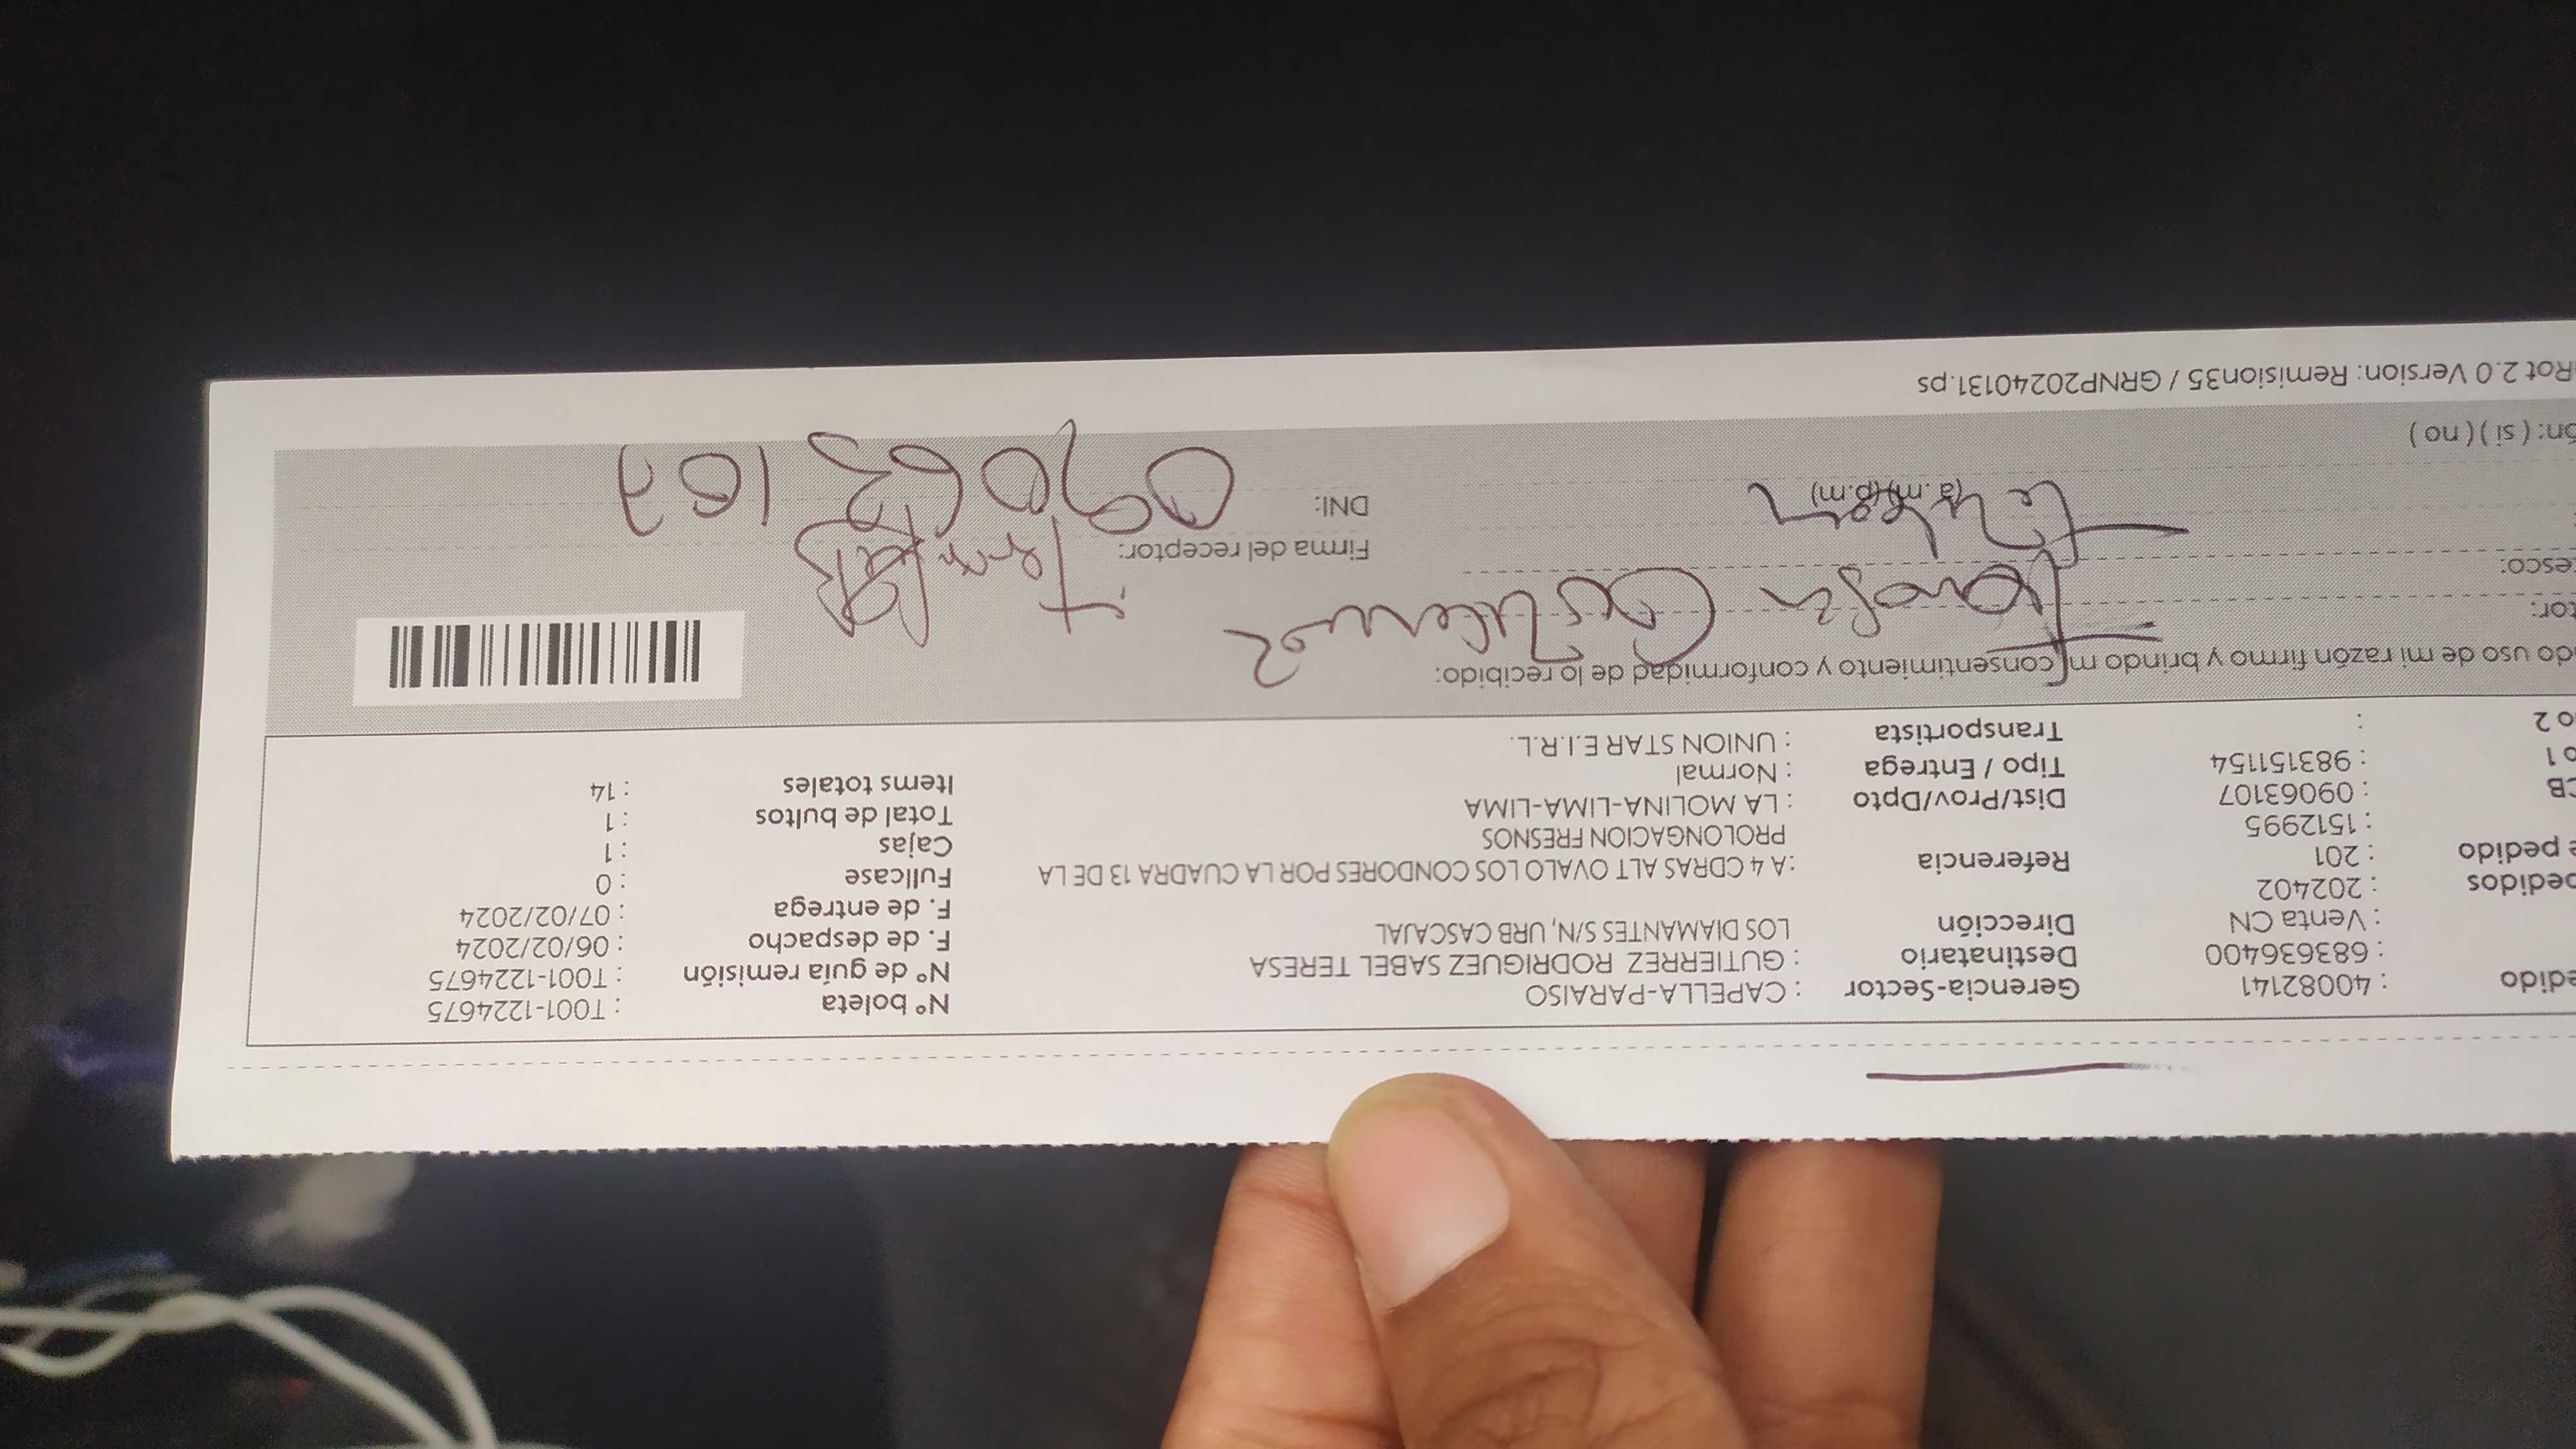 edido : 40082141 Gerencia-Sector : CAPELLA-PARAISO Nº boleta : T001-1224675
: 683636400 Destinatario : GUTIERREZ RODRIGUEZ SABEL TERESA Nº de guía remisión : T001-1224675
: Venta CN Dirección LOS DIAMANTES S/N, URB CASCAJAL F. de despacho : 06/02/2024
pedidos : 202402 F. de entrega : 07/02/2024
e pedido : 201 Referencia : A 4 CDRAS ALT OVALO LOS CONDORES POR LA CUADRA 13 DE LA Fullcase : 0
: 1512995 PROLONGACION FRESNOS Cajas : 1
CB : 09063107 Dist/Prov/Dpto : LA MOLINA-LIMA-LIMA Total de bultos : 1
o 1 : 983151154 Tipo / Entrega : Normal Items totales : 14
o 2 : Transportista : UNION STAR E.I.R.L.
do uso de mi razón firmo y brindo mi consentimiento y conformidad de lo recibido:
tor:
esco: Firma del receptor:
(a.m) (p.m) DNI: 09063107
ón: ( si ) ( no )
Rot 2.0 Version: Remision35 / GRNP20240131.ps